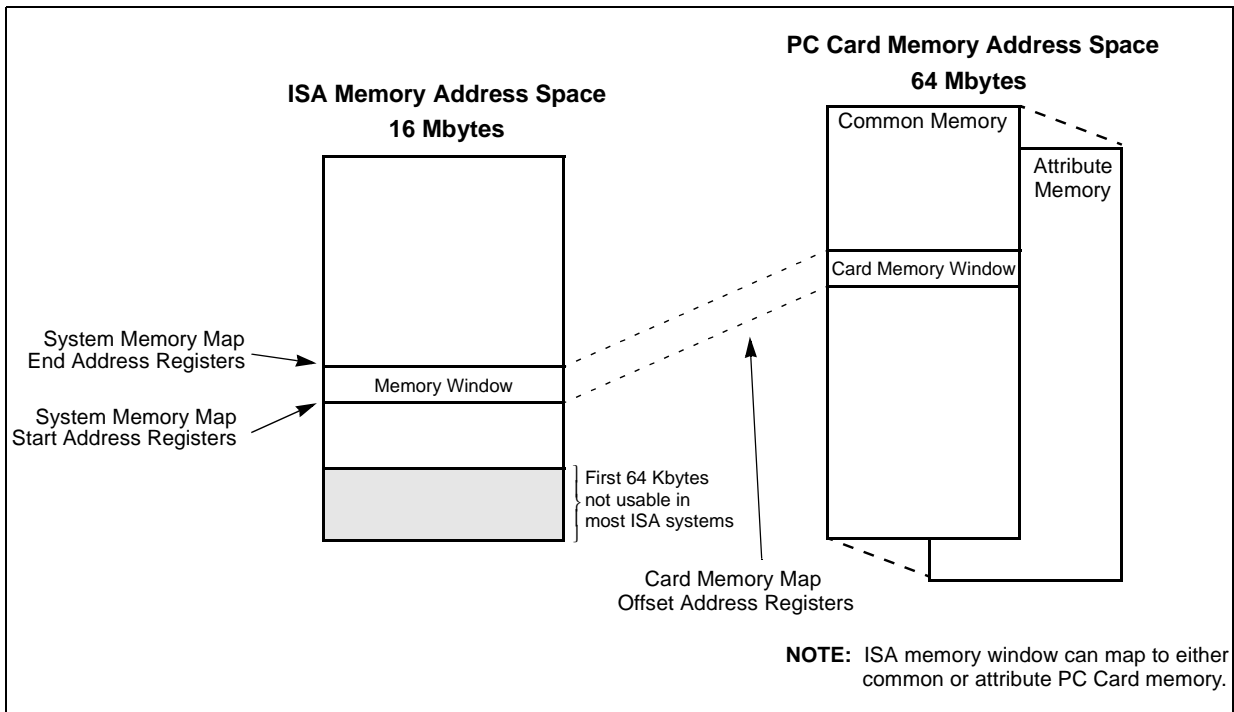 PC Card Memory Address Space
64 Mbytes
ISA Memory Address Space
16 Mbytes
Common Memory
Attribute
Memory
Card Memory Window
System Memory Map
End Address Registers
Memory Window
System Memory Map
Start Address Registers
First 64 Kbytes
not usable in
most ISA systems
Card Memory Map
Offset Address Registers
NOTE: ISA memory window can map to either
common or attribute PC Card memory.